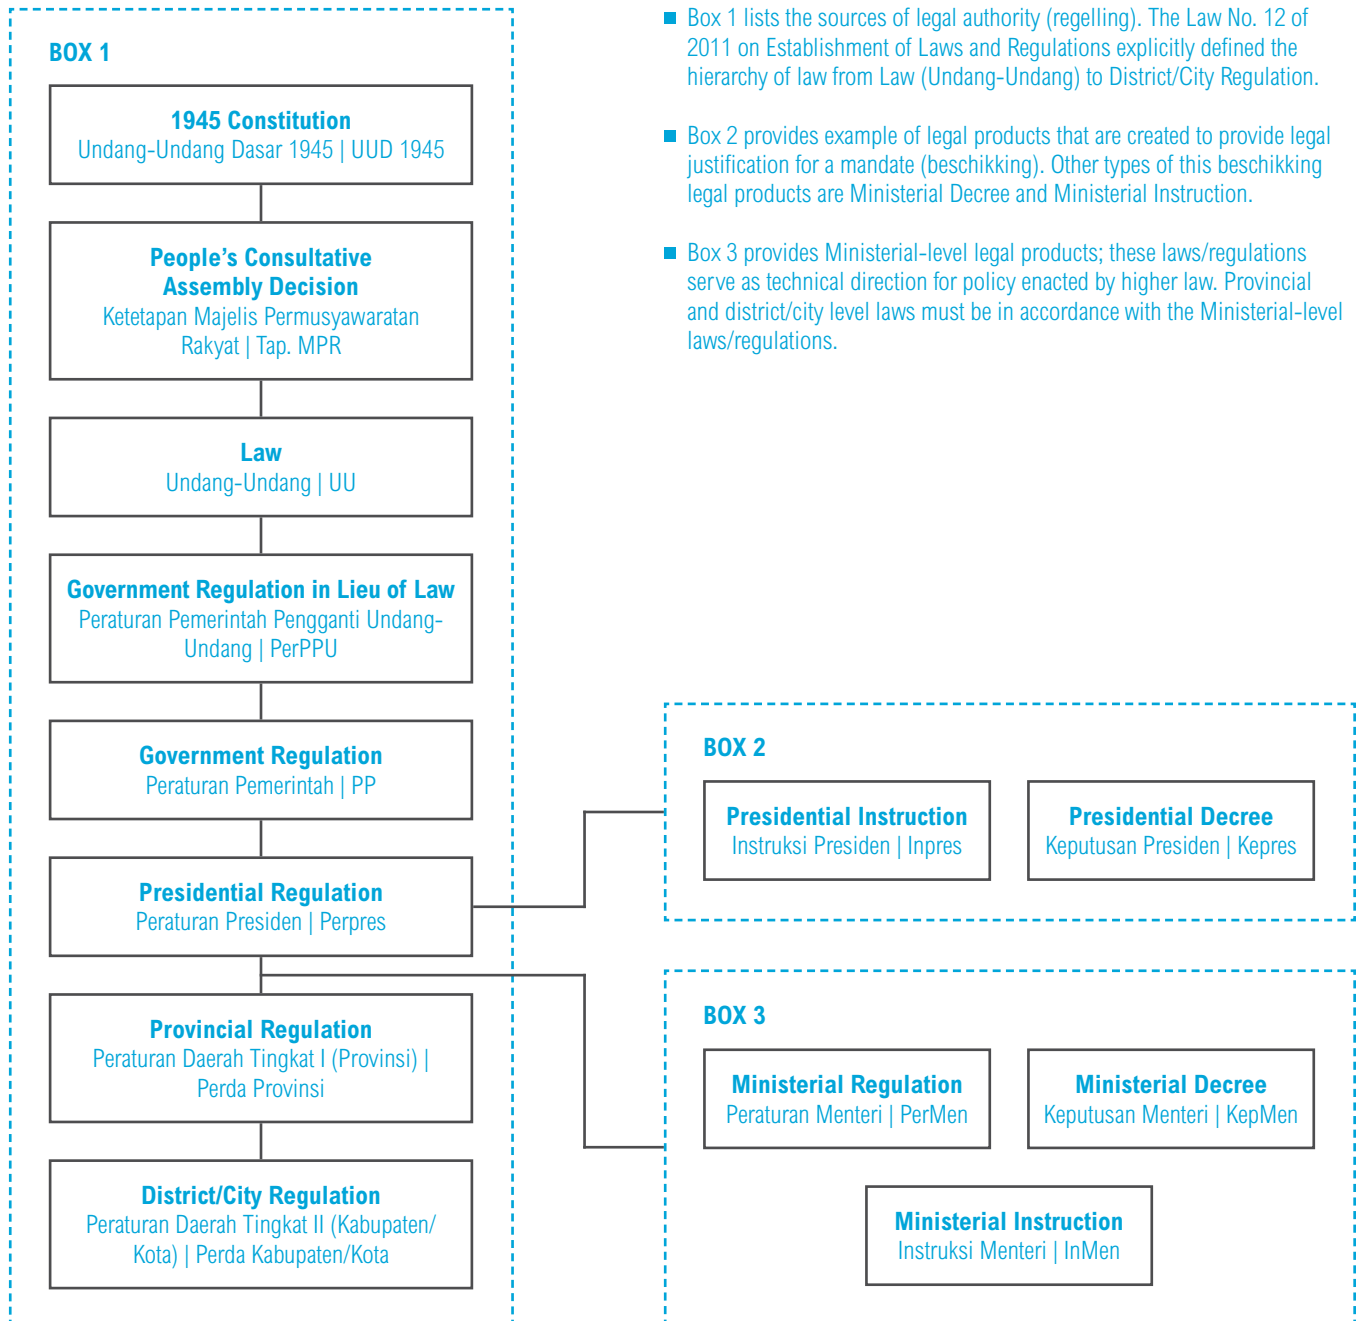 BOX 1
1945 Constitution
Undang-Undang Dasar 1945 | UUD 1945
People's Consultative
Assembly Decision
Ketetapan Majelis Permusyawaratan
Rakyat | Tap. MPR
Law
Undang-Undang | UU
Government Regulation in Lieu of Law
Peraturan Pemerintah Pengganti Undang-
Undang | PerPPU
Government Regulation
Peraturan Pemerintah | PP
Presidential Regulation
Peraturan Presiden | Perpres
Provincial Regulation
Peraturan Daerah Tingkat I (Provinsi) |
Perda Provinsi
District/City Regulation
Peraturan Daerah Tingkat II (Kabupaten/
Kota) | Perda Kabupaten/Kota
Box 1 lists the sources of legal authority (regelling). The Law No. 12 of
2011 on Establishment of Laws and Regulations explicitly defined the
hierarchy of law from Law (Undang-Undang) to District/City Regulation.
Box 2 provides example of legal products that are created to provide legal
justification for a mandate (beschikking). Other types of this beschikking
legal products are Ministerial Decree and Ministerial Instruction.
Box 3 provides Ministerial-level legal products; these laws/regulations
serve as technical direction for policy enacted by higher law. Provincial
and district/city level laws must be in accordance with the Ministerial-level
laws/regulations.
BOX 2
Presidential Instruction
Instruksi Presiden | Inpres
Presidential Decree
Keputusan Presiden | Kepres
BOX 3
Ministerial Regulation
Peraturan Menteri | PerMen
Ministerial Decree
Keputusan Menteri | KepMen
Ministerial Instruction
Instruksi Menteri | InMen